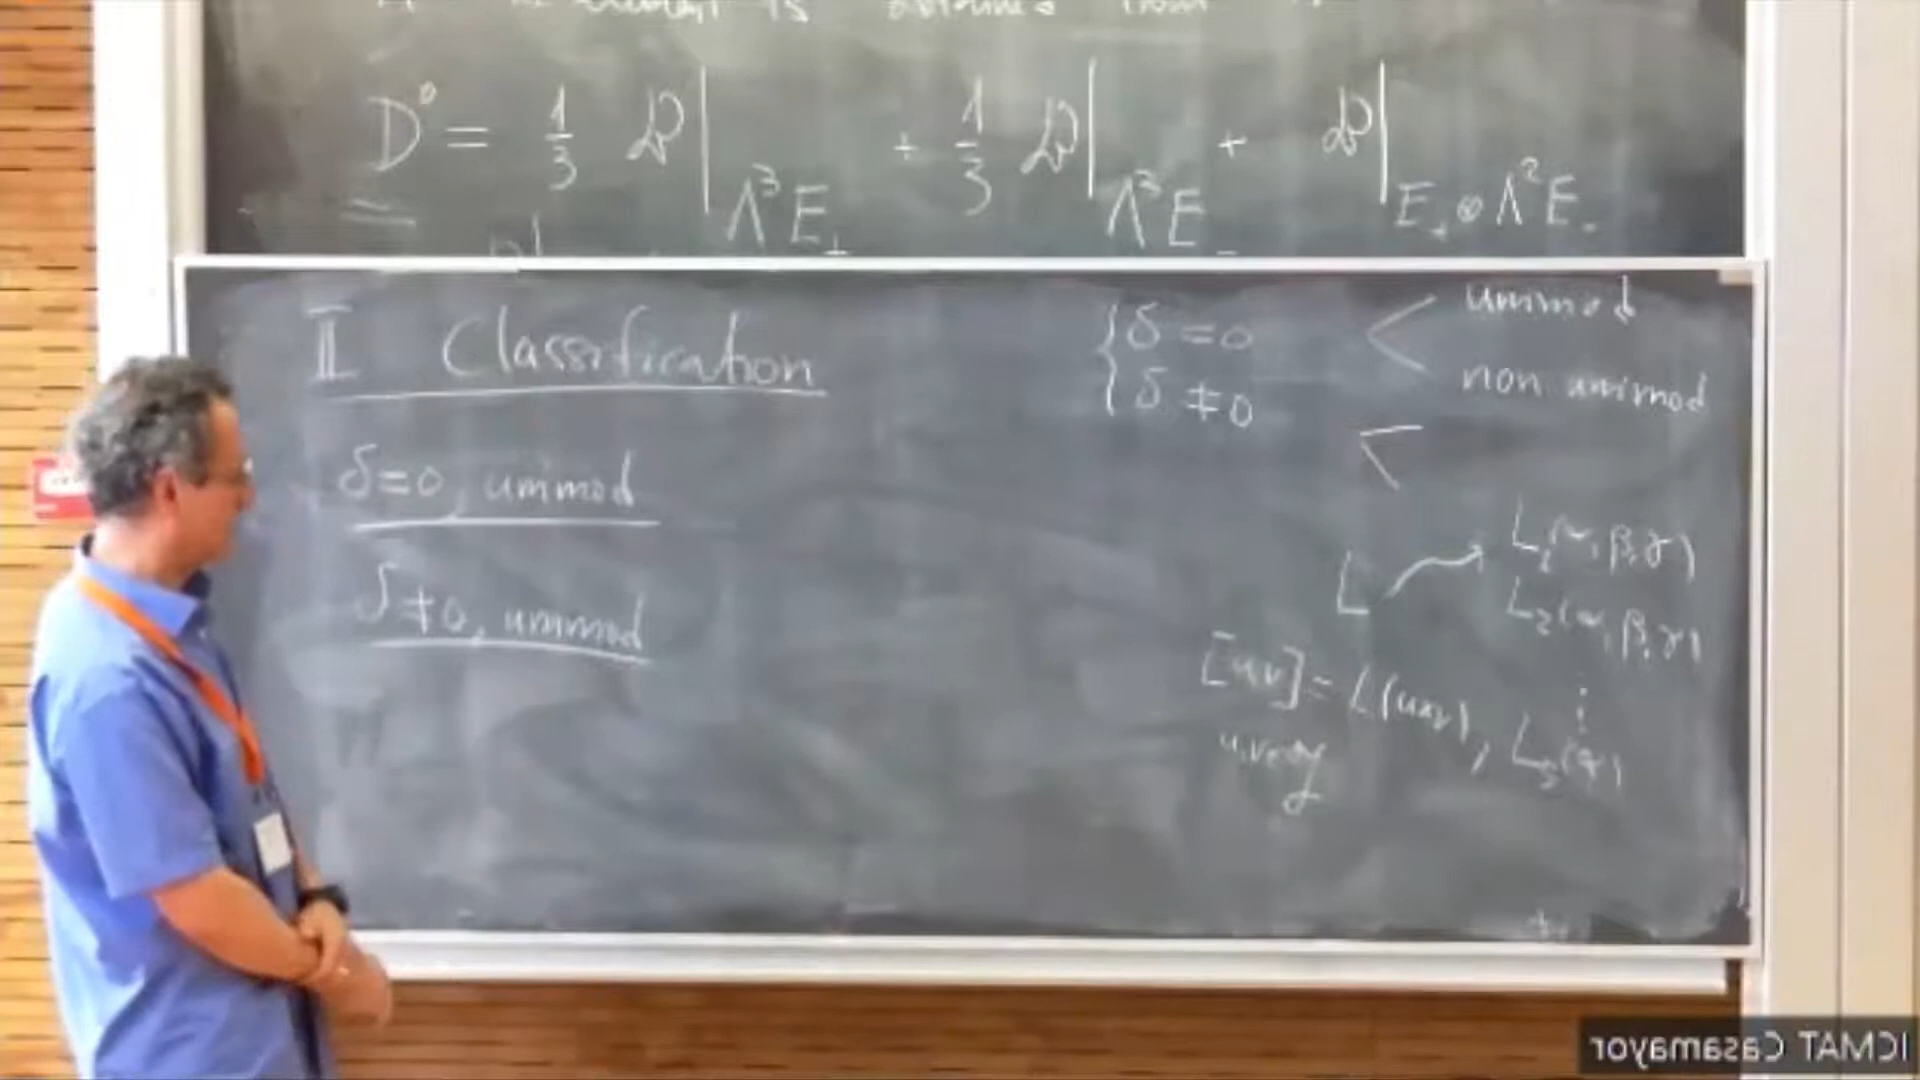 D⁰ = 1/3 𝒟|_{Λ³E₊} + 1/3 𝒟|_{Λ³E₋} + 𝒟|_{E₊⊗Λ²E₋}
II Classification
{ δ = 0 < unimod
non unimod
δ ≠ 0 <
δ=0, unimod
δ≠0, unimod
L → L₁(α,β,γ)
L₂(α,β,γ)
⋮
[u,v] = L(u×v),
u,v∈g
ICMAT Casamayor